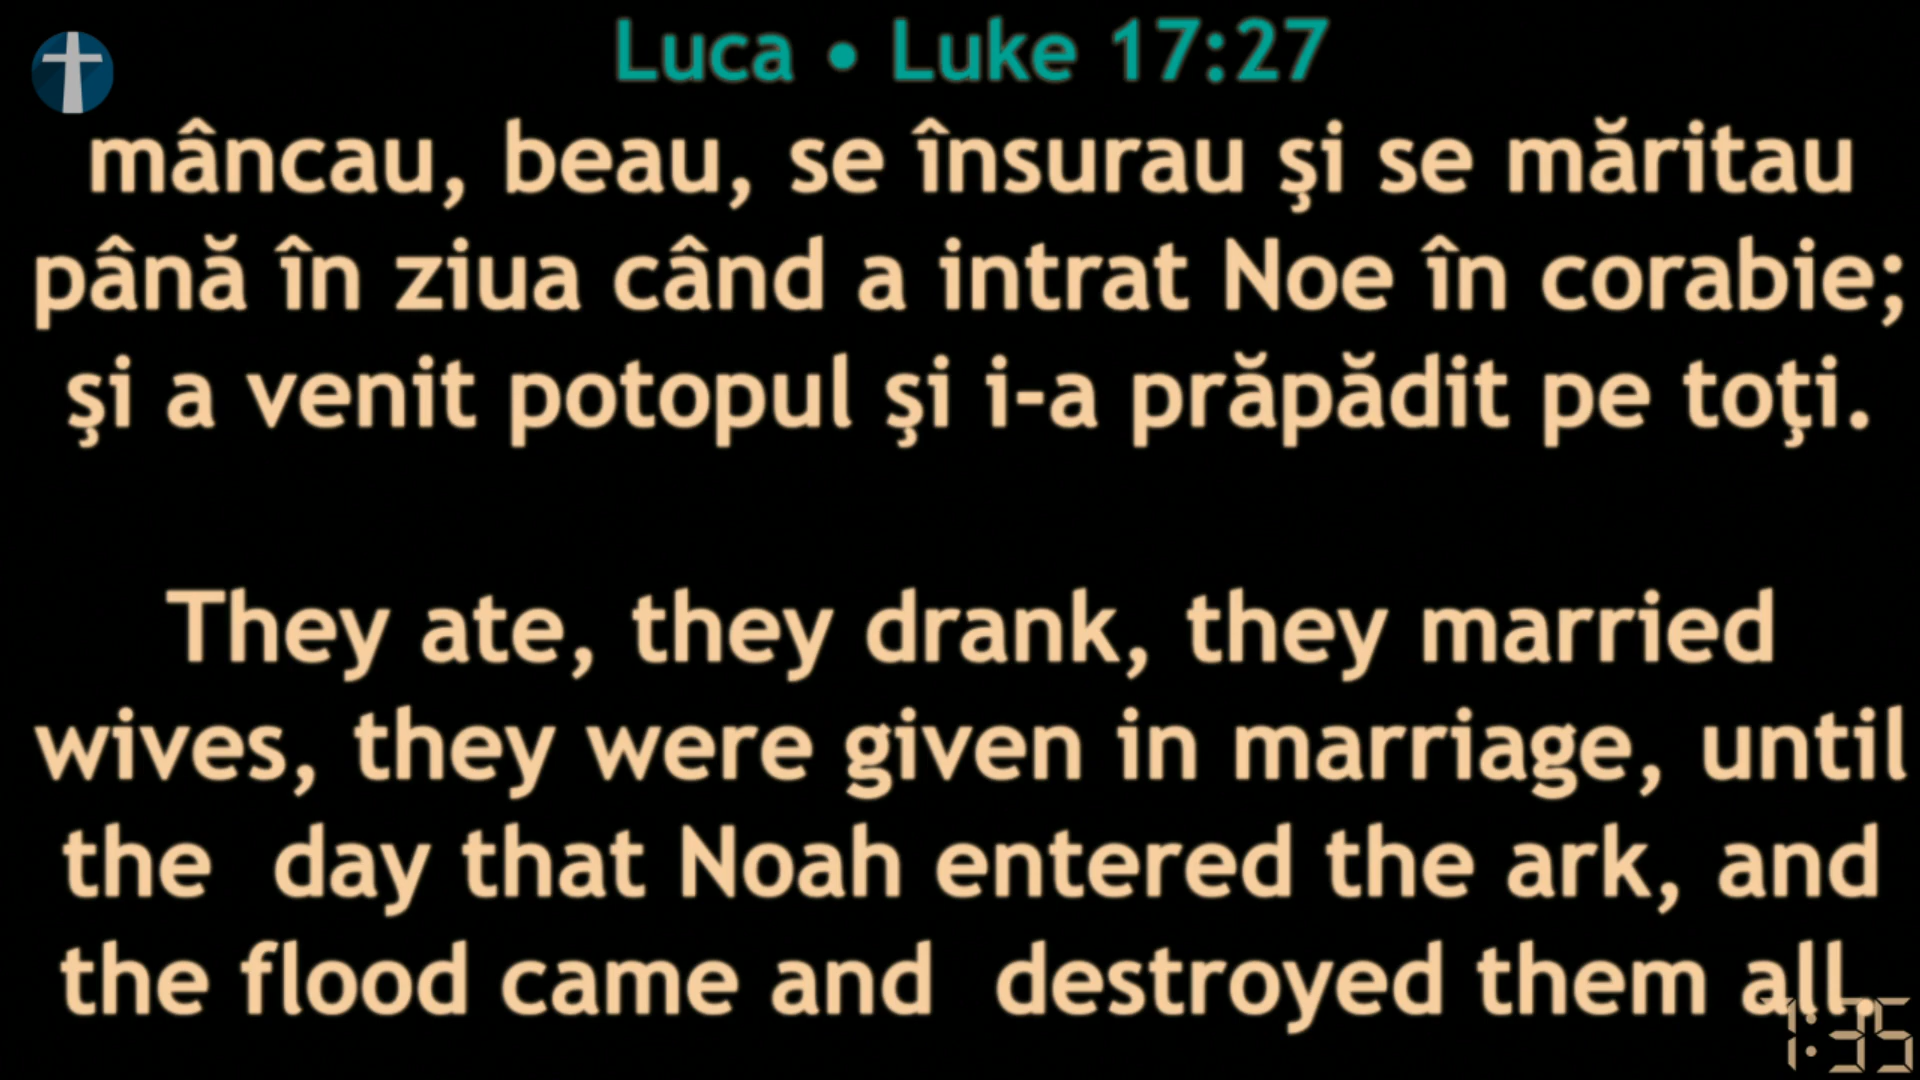 Luca • Luke 17:27
mâncau, beau, se însurau şi se măritau
până în ziua când a intrat Noe în corabie;
şi a venit potopul şi i-a prăpădit pe toţi.
They ate, they drank, they married
wives, they were given in marriage, until
the  day that Noah entered the ark, and
the flood came and  destroyed them all.
1:35